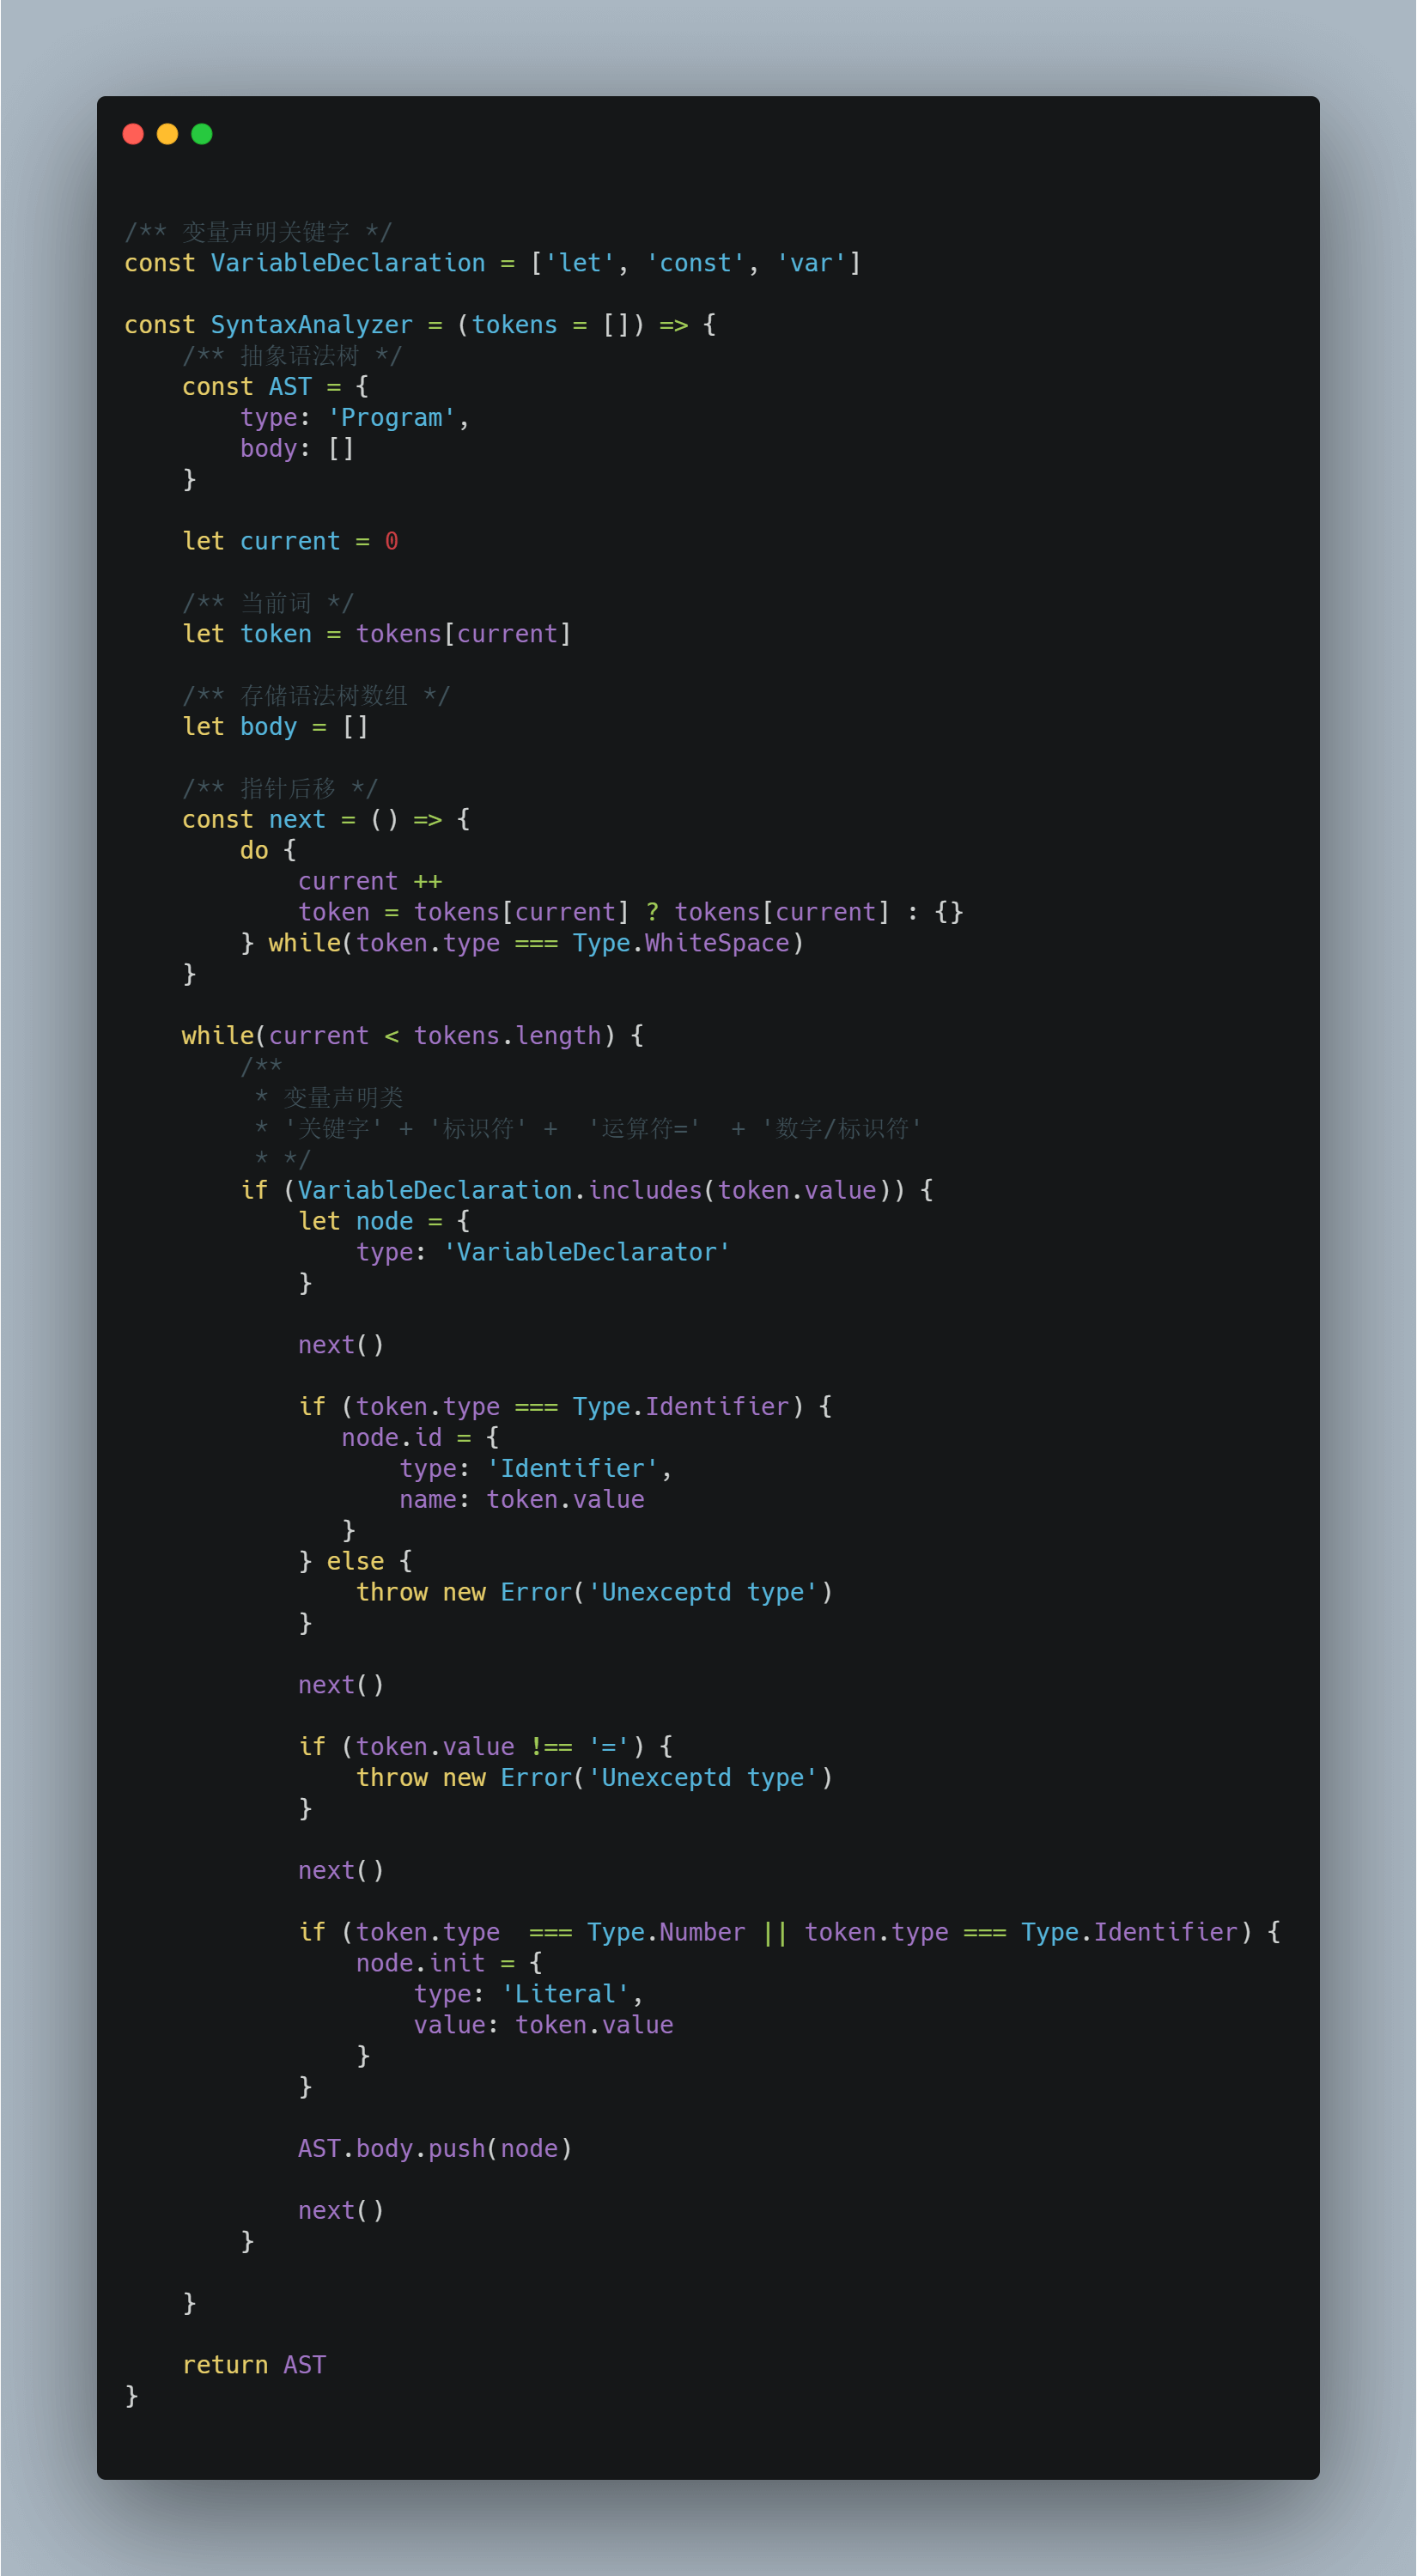 /** 变量声明关键字 */
const VariableDeclaration = ['let', 'const', 'var']
const SyntaxAnalyzer = (tokens = []) => {
    /** 抽象语法树 */
    const AST = {
        type: 'Program',
        body: []
    }
    let current = 0
    /** 当前词 */
    let token = tokens[current]
    /** 存储语法树数组 */
    let body = []
    /** 指针后移 */
    const next = () => {
        do {
            current ++
            token = tokens[current] ? tokens[current] : {}
        } while(token.type === Type.WhiteSpace)
    }
    while(current < tokens.length) {
        /**
         * 变量声明类
         * '关键字' + '标识符' +  '运算符='  + '数字/标识符'
         * */
        if (VariableDeclaration.includes(token.value)) {
            let node = {
                type: 'VariableDeclarator'
            }
            next()
            if (token.type === Type.Identifier) {
               node.id = {
                   type: 'Identifier',
                   name: token.value
               }
            } else {
                throw new Error('Unexceptd type')
            }
            next()
            if (token.value !== '=') {
                throw new Error('Unexceptd type')
            }
            next()
            if (token.type  === Type.Number || token.type === Type.Identifier) {
                node.init = {
                    type: 'Literal',
                    value: token.value
                }
            }
            AST.body.push(node)
            next()
        }
    }
    return AST
}